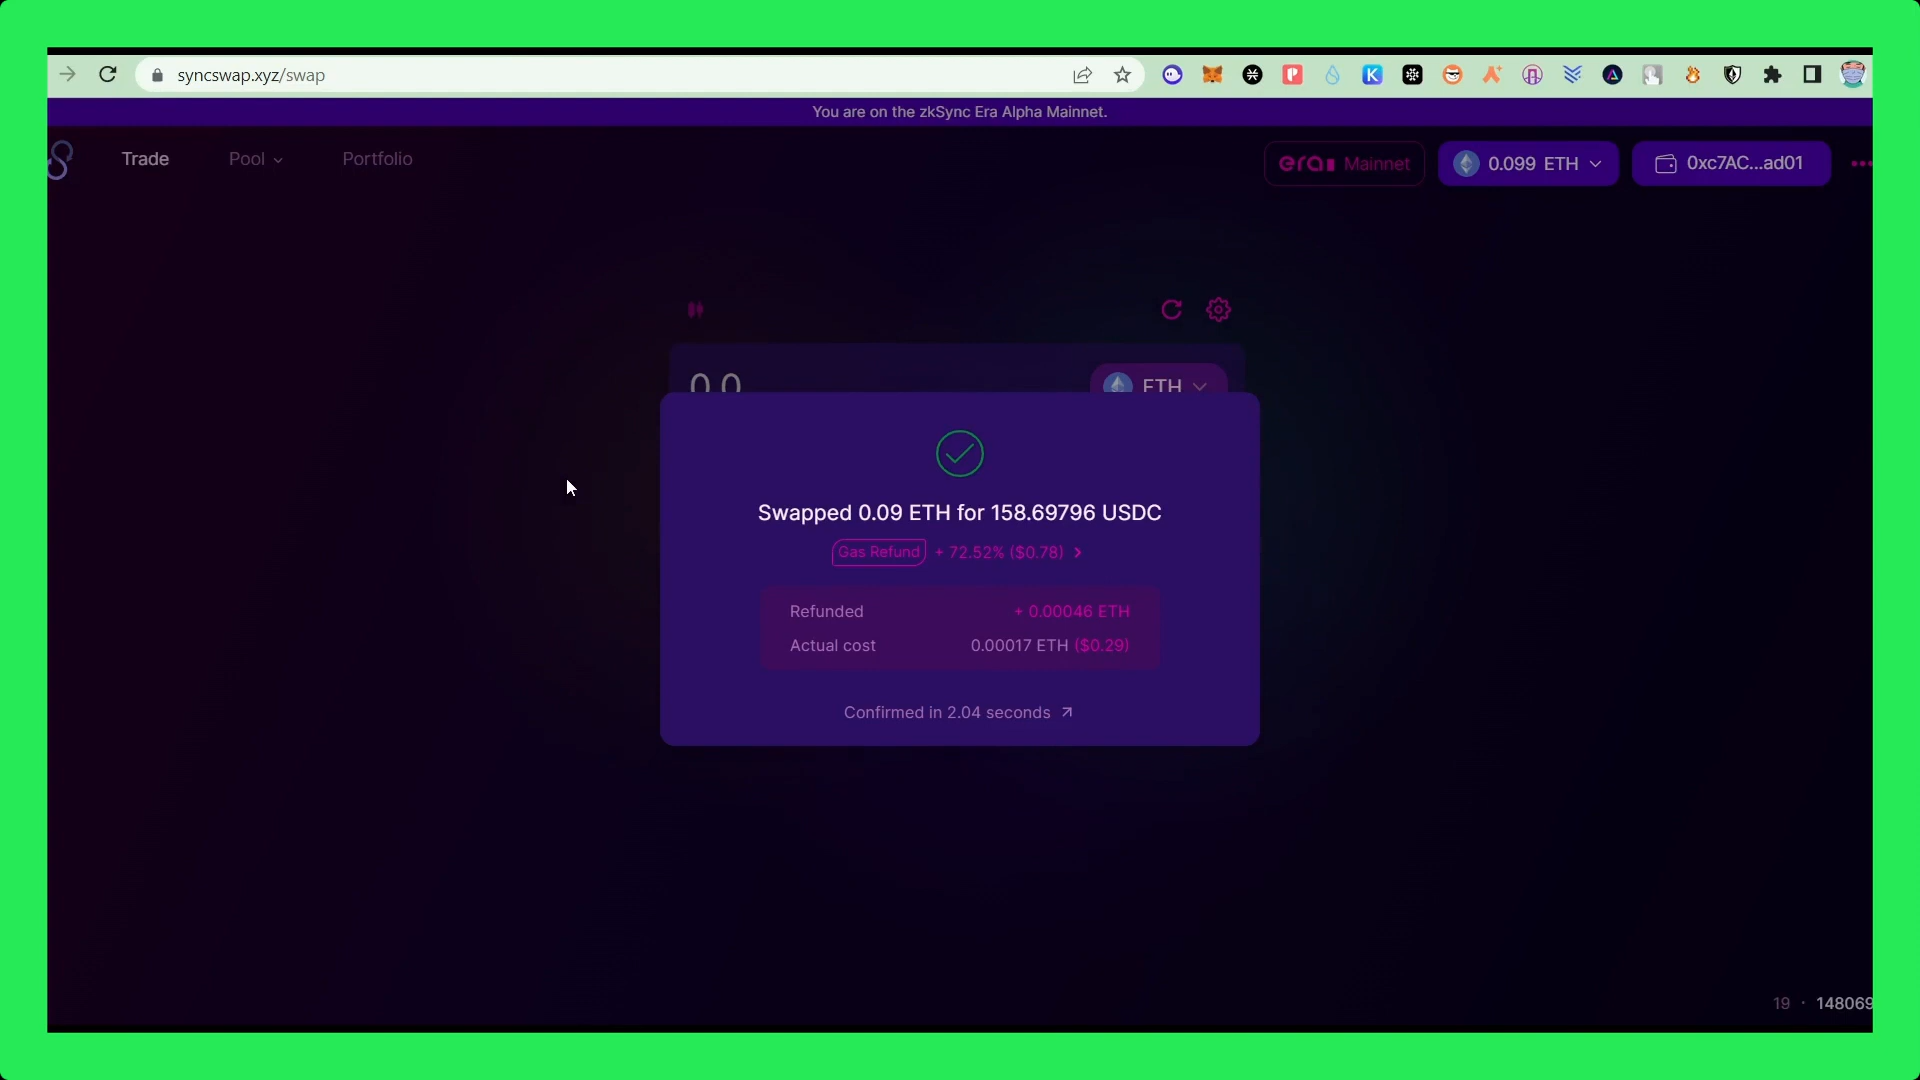 syncswap.xyz/swap
You are on the zkSync Era Alpha Mainnet.
Trade
Pool
Portfolio
era Mainnet
0.099 ETH
0xc7AC...ad01
0.0
ETH
Swapped 0.09 ETH for 158.69796 USDC
Gas Refund + 72.52% ($0.78)
Refunded + 0.00046 ETH
Actual cost 0.00017 ETH ($0.29)
Confirmed in 2.04 seconds
19 · 148069